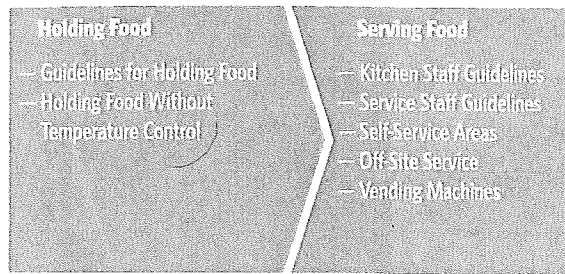 Holding Food
— Guidelines for Holding Food
— Holding Food Without
Temperature Control
Serving Food
— Kitchen Staff Guidelines
— Service Staff Guidelines
— Self-Service Areas
— Off-Site Service
— Vending Machines